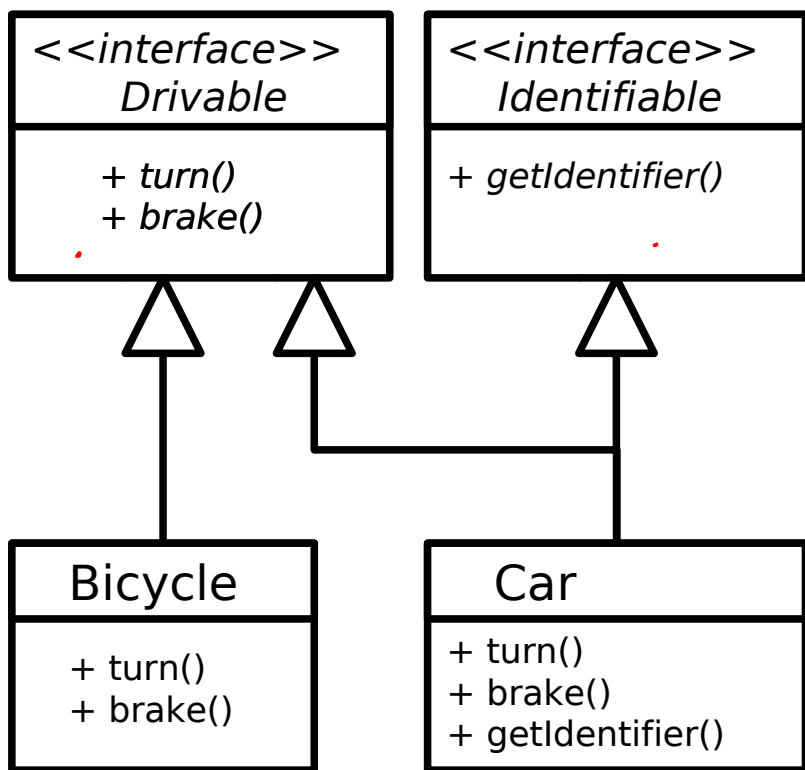 <<interface>>
Drivable
+ turn()
+ brake()
<<interface>>
Identifiable
+ getIdentifier()
Bicycle
+ turn()
+ brake()
Car
+ turn()
+ brake()
+ getIdentifier()